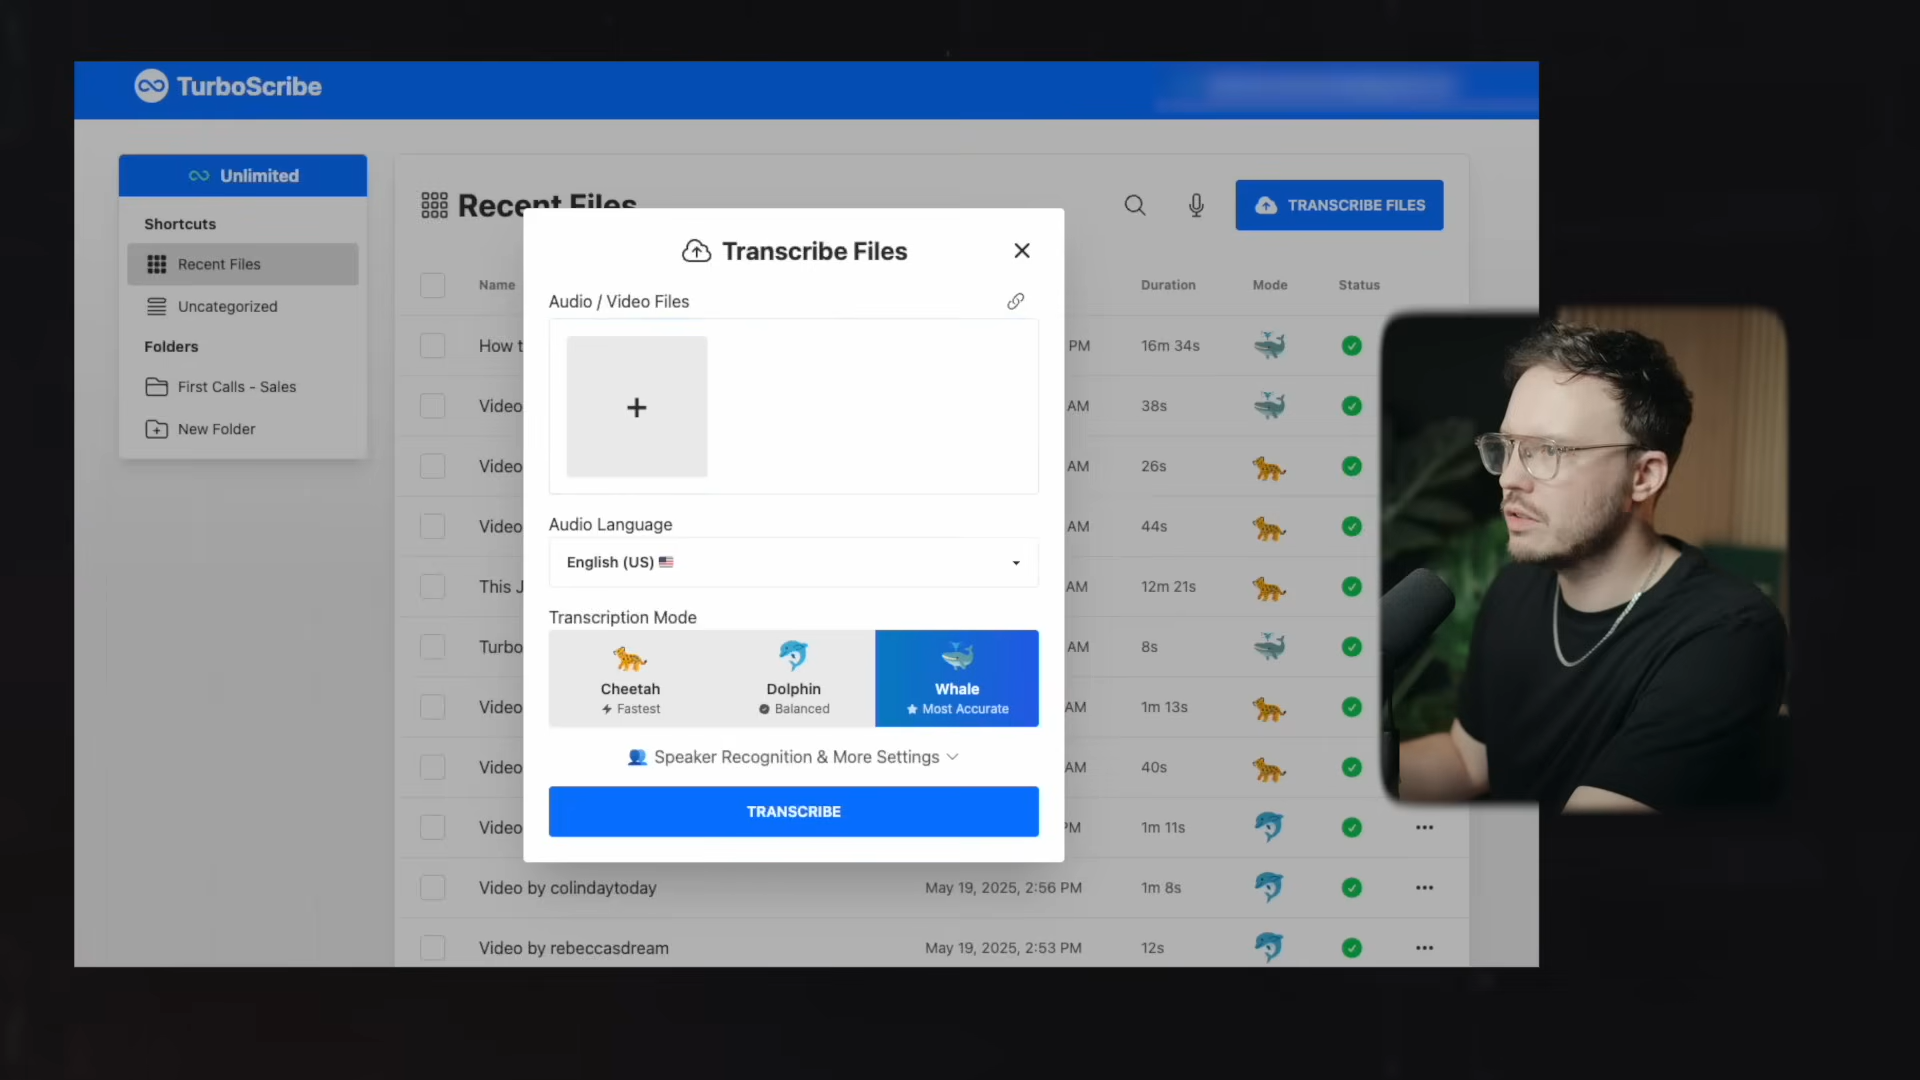 TurboScribe
Unlimited
Shortcuts
Recent Files
Uncategorized
Folders
First Calls - Sales
New Folder
Recent Files
TRANSCRIBE FILES
Name
Duration
Mode
Status
How t
PM
16m 34s
Video
AM
38s
Video
AM
26s
Video
AM
44s
This J
AM
12m 21s
Turbo
AM
8s
Video
AM
1m 13s
Video
AM
40s
Video
PM
1m 11s
Video by colindaytoday
May 19, 2025, 2:56 PM
1m 8s
Video by rebeccasdream
May 19, 2025, 2:53 PM
12s
Transcribe Files
Audio / Video Files
Audio Language
English (US)
Transcription Mode
Cheetah
Fastest
Dolphin
Balanced
Whale
Most Accurate
Speaker Recognition & More Settings
TRANSCRIBE